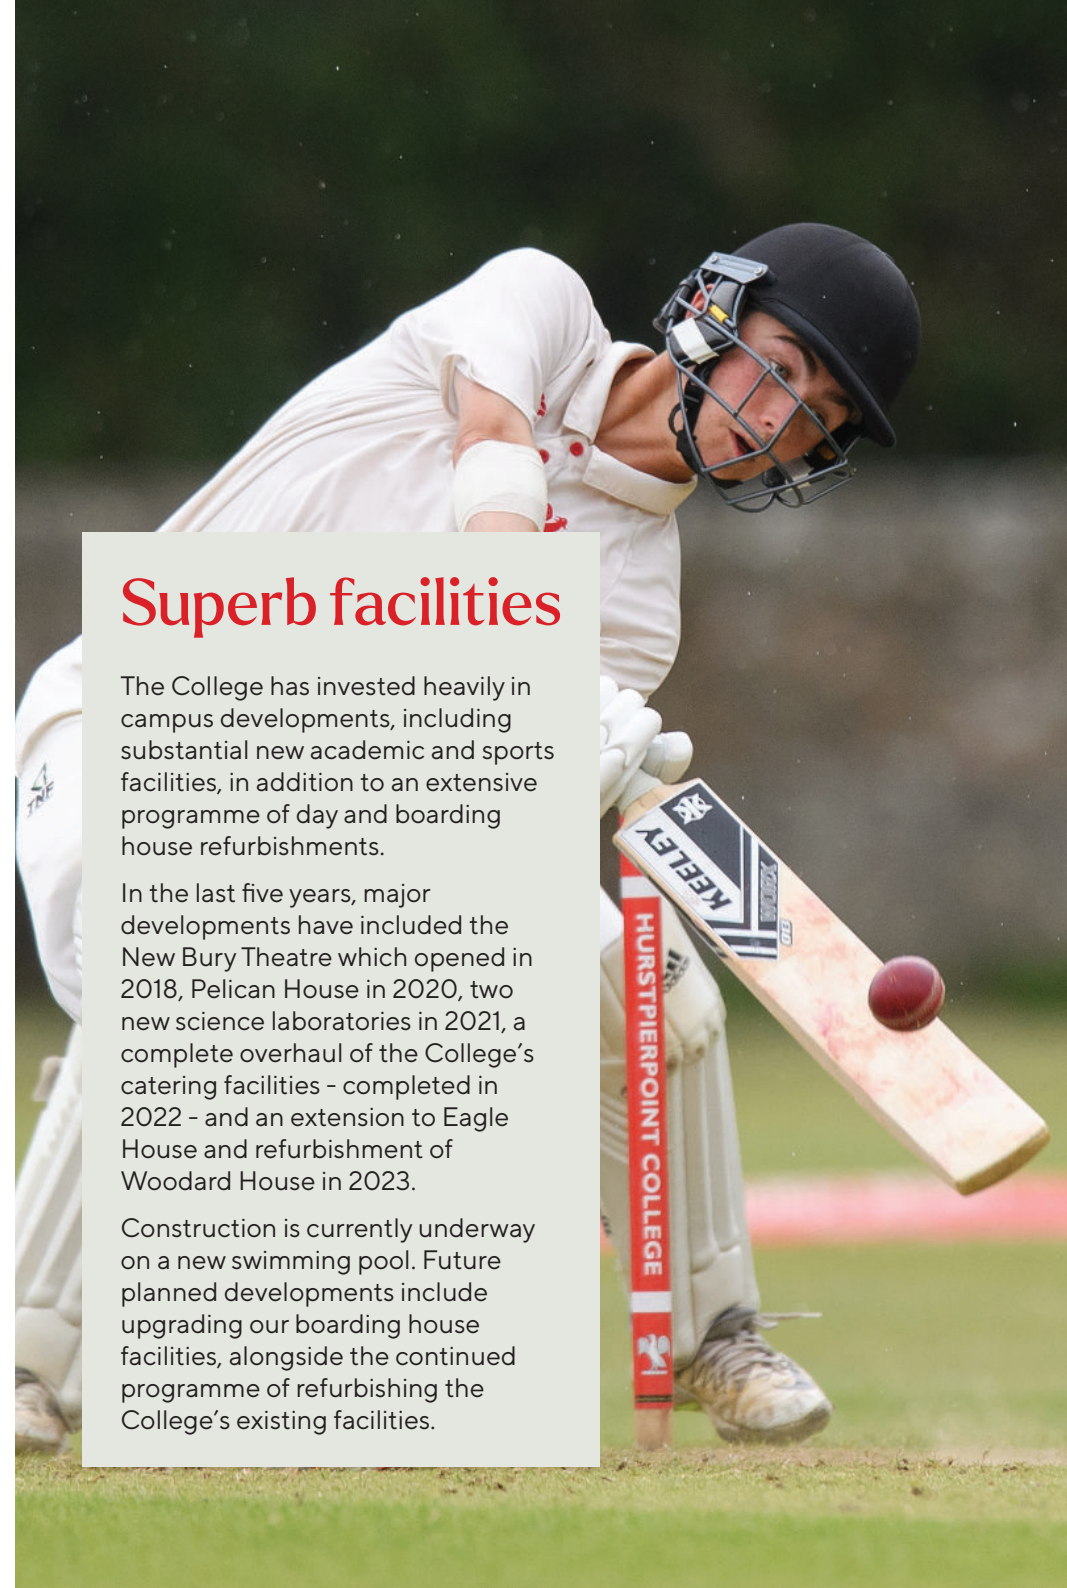 Superb facilities
The College has invested heavily in
campus developments, including
substantial new academic and sports
facilities, in addition to an extensive
programme of day and boarding
house refurbishments.
In the last five years, major
developments have included the
New Bury Theatre which opened in
2018, Pelican House in 2020, two
new science laboratories in 2021, a
complete overhaul of the College’s
catering facilities - completed in
2022 - and an extension to Eagle
House and refurbishment of
Woodard House in 2023.
Construction is currently underway
on a new swimming pool. Future
planned developments include
upgrading our boarding house
facilities, alongside the continued
programme of refurbishing the
College’s existing facilities.
KEELEY
HURSTPIERPOINT COLLEGE
adidas